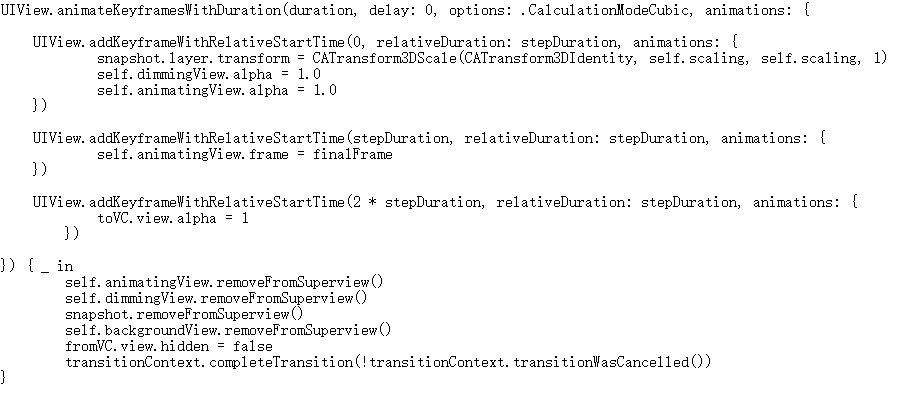 UIView.animateKeyframesWithDuration(duration, delay: 0, options: .CalculationModeCubic, animations: {
UIView.addKeyframeWithRelativeStartTime(0, relativeDuration: stepDuration, animations: {
snapshot.layer.transform = CATransform3DScale(CATransform3DIdentity, self.scaling, self.scaling, 1)
self.dimmingView.alpha = 1.0
self.animatingView.alpha = 1.0
})
UIView.addKeyframeWithRelativeStartTime(stepDuration, relativeDuration: stepDuration, animations: {
self.animatingView.frame = finalFrame
})
UIView.addKeyframeWithRelativeStartTime(2 * stepDuration, relativeDuration: stepDuration, animations: {
toVC.view.alpha = 1
})
}) { _ in
self.animatingView.removeFromSuperview()
self.dimmingView.removeFromSuperview()
snapshot.removeFromSuperview()
self.backgroundView.removeFromSuperview()
fromVC.view.hidden = false
transitionContext.completeTransition(!transitionContext.transitionWasCancelled())
}